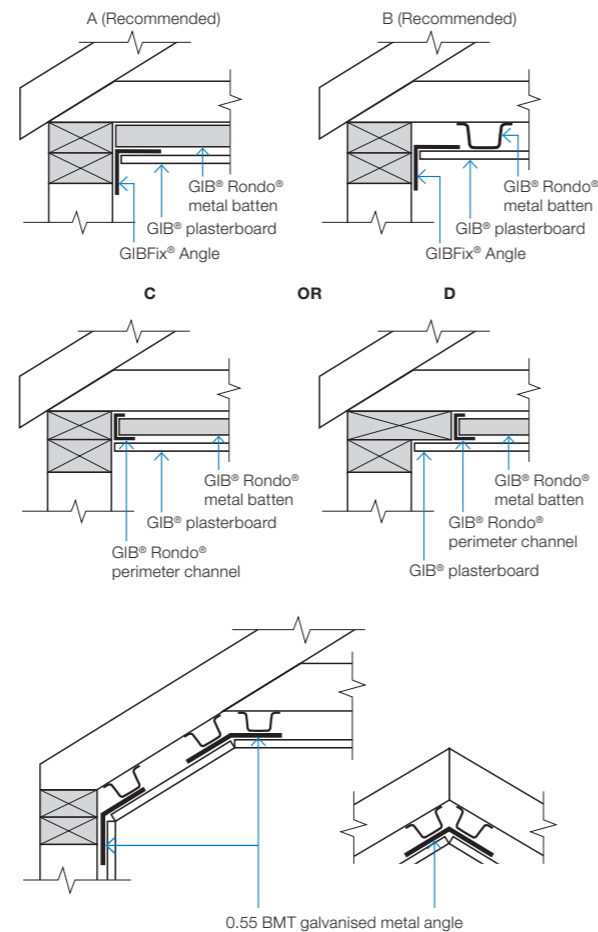 A (Recommended)
B (Recommended)
GIB® Rondo®
metal batten
GIB® plasterboard
GIBFix® Angle
GIB® Rondo®
metal batten
GIB® plasterboard
GIBFix® Angle
C
OR
D
GIB® Rondo®
metal batten
GIB® plasterboard
GIB® Rondo®
perimeter channel
GIB® Rondo®
metal batten
GIB® Rondo®
perimeter channel
GIB® plasterboard
0.55 BMT galvanised metal angle